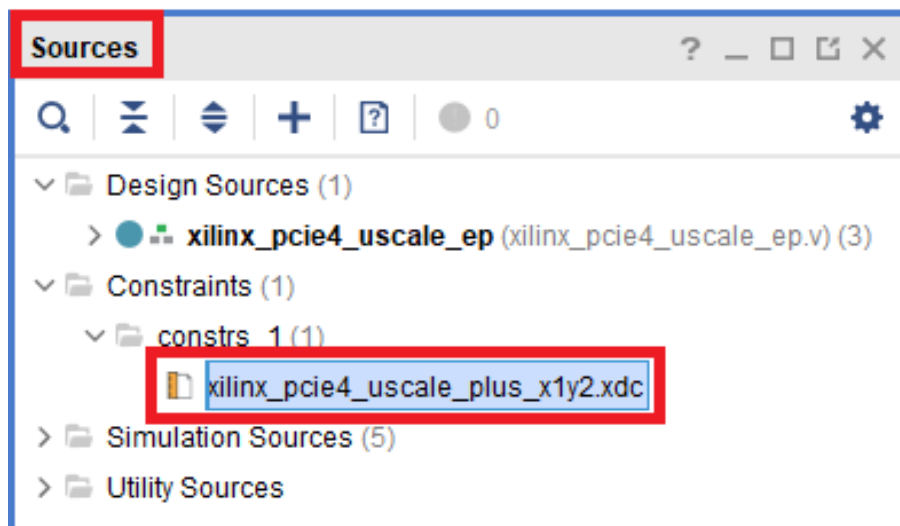 Sources
0
Design Sources (1)
xilinx_pcie4_uscale_ep (xilinx_pcie4_uscale_ep.v) (3)
Constraints (1)
constrs_1 (1)
xilinx_pcie4_uscale_plus_x1y2.xdc
Simulation Sources (5)
Utility Sources